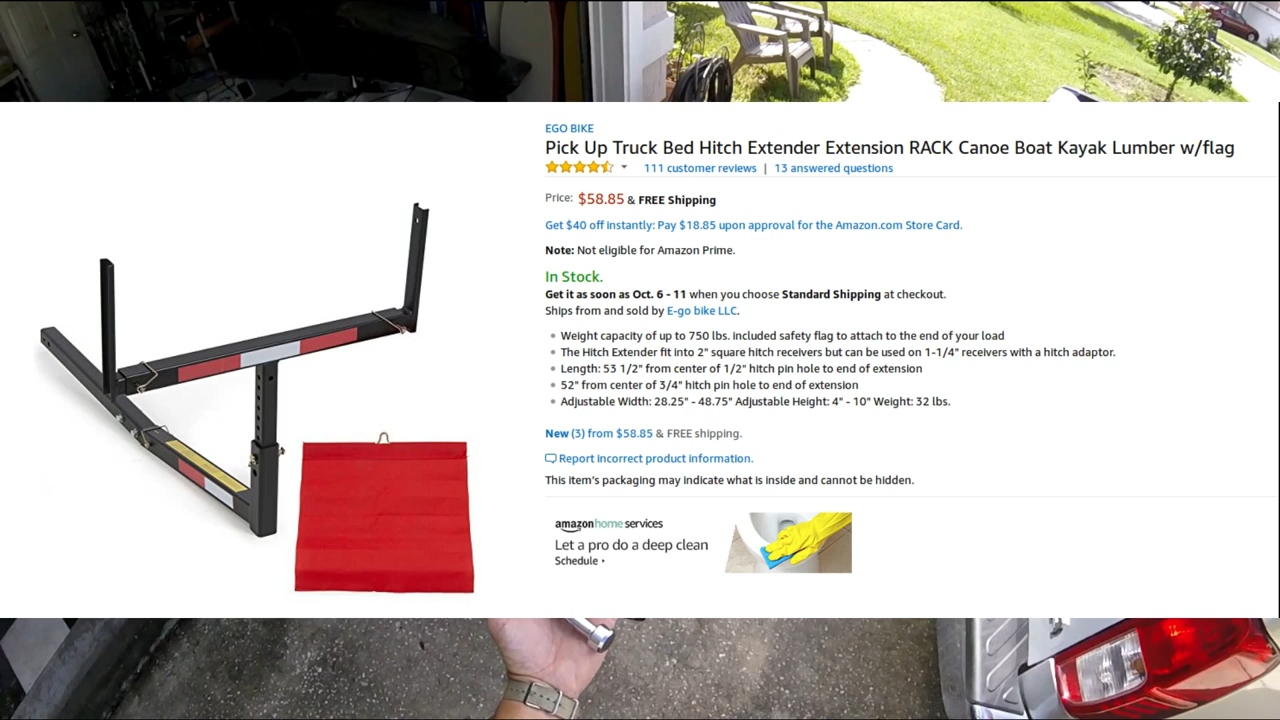 EGO BIKE
Pick Up Truck Bed Hitch Extender Extension RACK Canoe Boat Kayak Lumber w/flag
111 customer reviews | 13 answered questions
Price: $58.85 & FREE Shipping
Get $40 off instantly: Pay $18.85 upon approval for the Amazon.com Store Card.
Note: Not eligible for Amazon Prime.
In Stock.
Get it as soon as Oct. 6 - 11 when you choose Standard Shipping at checkout.
Ships from and sold by E-go bike LLC.
Weight capacity of up to 750 lbs. included safety flag to attach to the end of your load
The Hitch Extender fit into 2" square hitch receivers but can be used on 1-1/4" receivers with a hitch adaptor.
Length: 53 1/2" from center of 1/2" hitch pin hole to end of extension
52" from center of 3/4" hitch pin hole to end of extension
Adjustable Width: 28.25" - 48.75" Adjustable Height: 4" - 10" Weight: 32 lbs.
New (3) from $58.85 & FREE shipping.
Report incorrect product information.
This item's packaging may indicate what is inside and cannot be hidden.
amazonhome services
Let a pro do a deep clean
Schedule